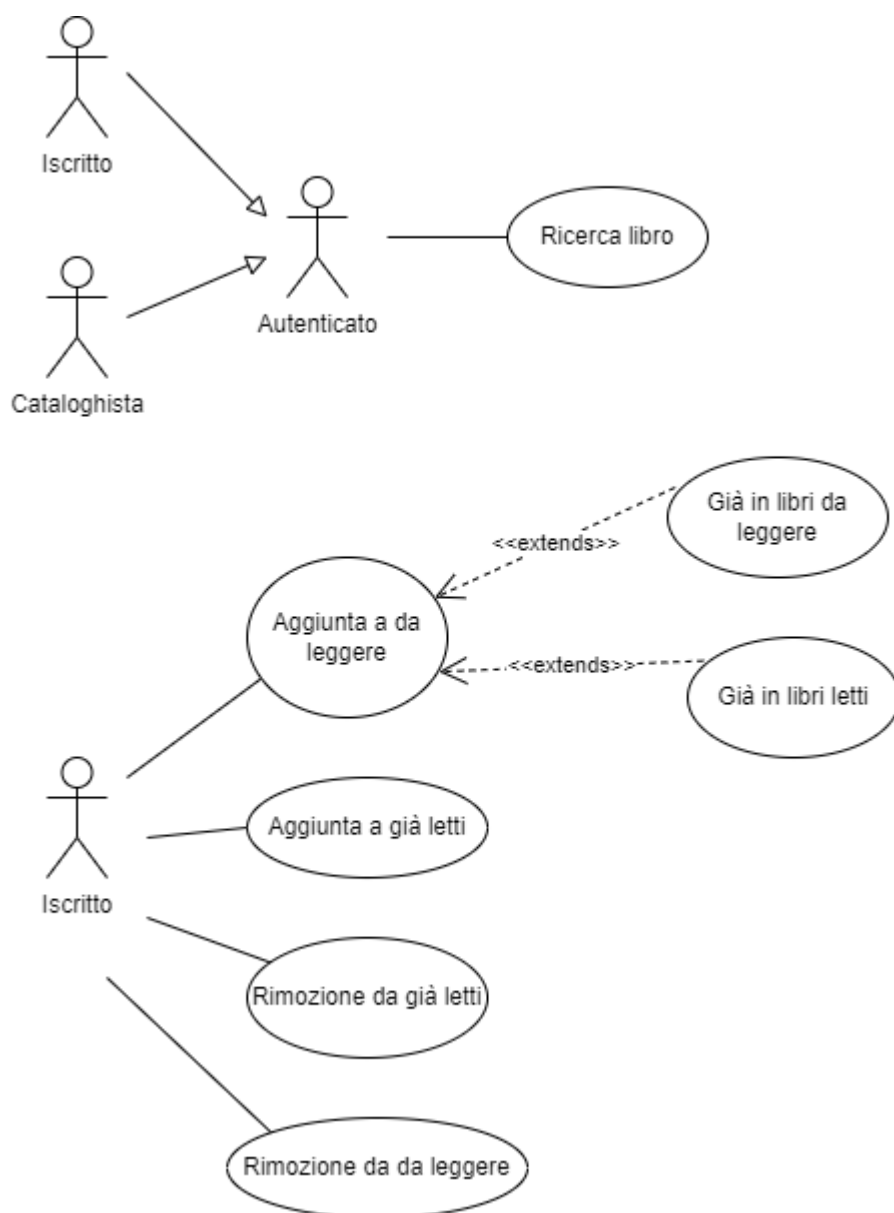 Iscritto
Ricerca libro
Autenticato
Cataloghista
Già in libri da
leggere
<<extends>>
Aggiunta a da
leggere
<<extends>>
Già in libri letti
Aggiunta a già letti
Iscritto
Rimozione da già letti
Rimozione da da leggere